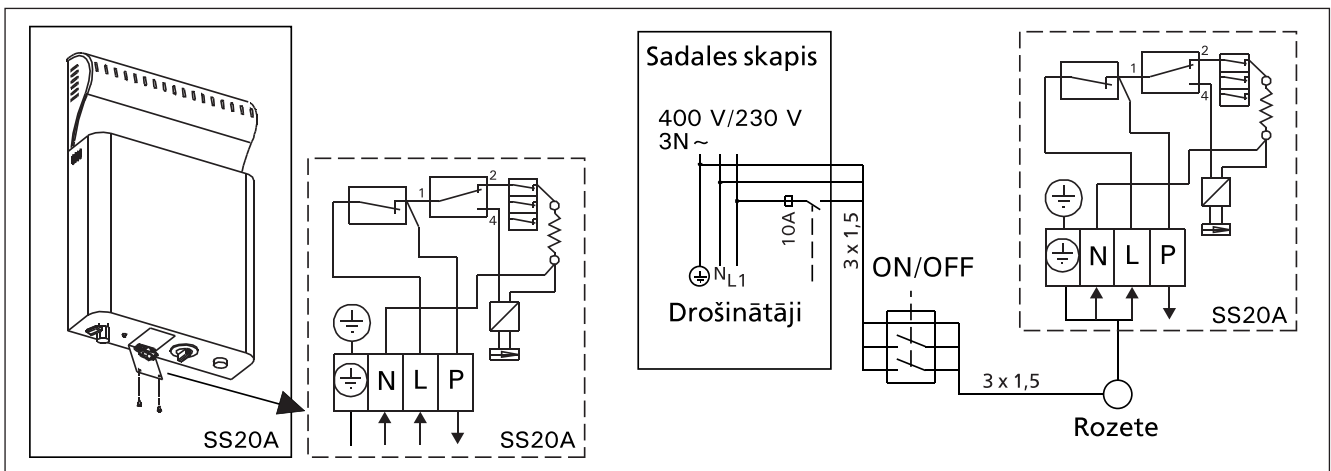 SS20A
1
2
4
N L P
SS20A
Sadales skapis
400 V/230 V
3N~
10A
3 x 1,5
N
L1
Drošinātāji
ON/OFF
3 x 1,5
Rozete
1
2
4
N L P
SS20A